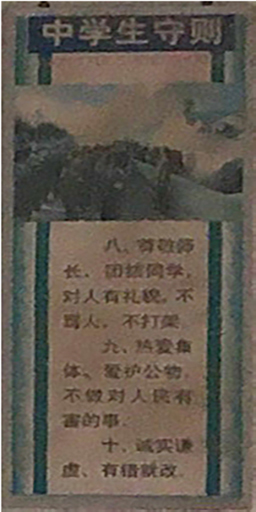 中学生守则
八、尊敬师
长，团结同学，
对人有礼貌，不
骂人，不打架。
九、热爱集
体，爱护公物，
不做对人民有
害的事。
十、诚实谦
虚，有错就改。